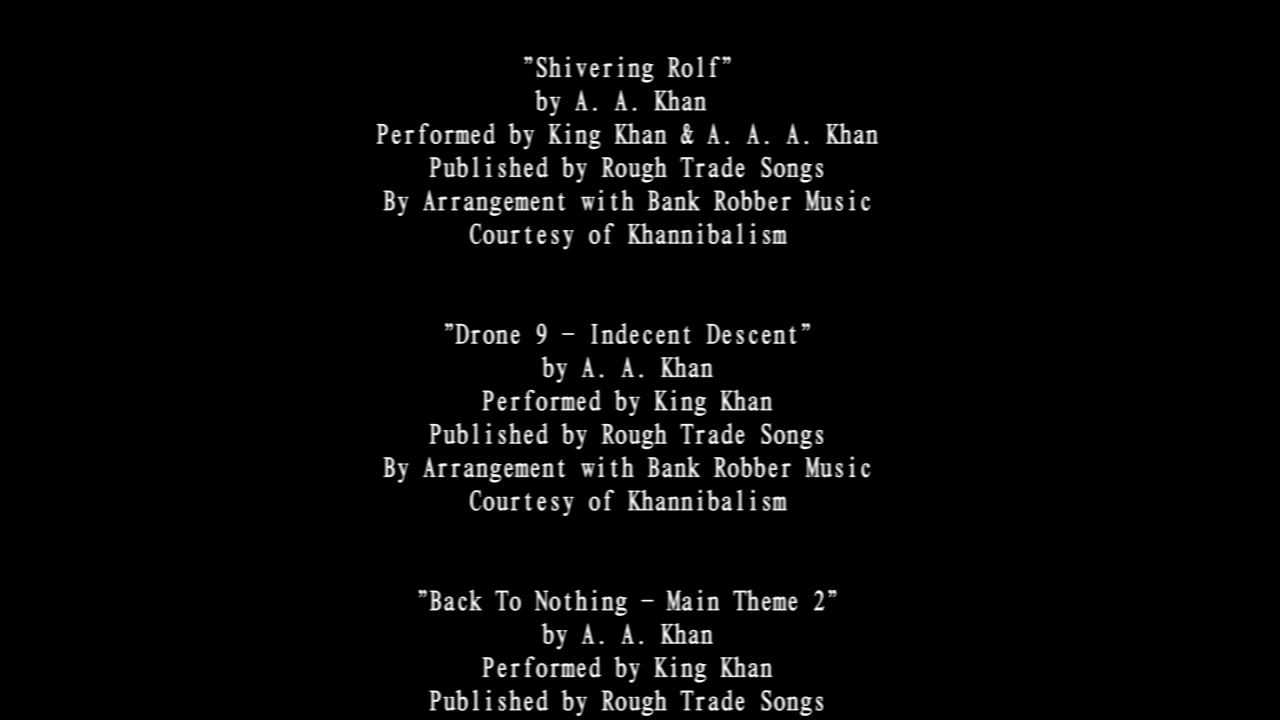 ”Shivering Rolf”
by A. A. Khan
Performed by King Khan & A. A. A. Khan
Published by Rough Trade Songs
By Arrangement with Bank Robber Music
Courtesy of Khannibalism
”Drone 9 - Indecent Descent”
by A. A. Khan
Performed by King Khan
Published by Rough Trade Songs
By Arrangement with Bank Robber Music
Courtesy of Khannibalism
”Back To Nothing - Main Theme 2”
by A. A. Khan
Performed by King Khan
Published by Rough Trade Songs